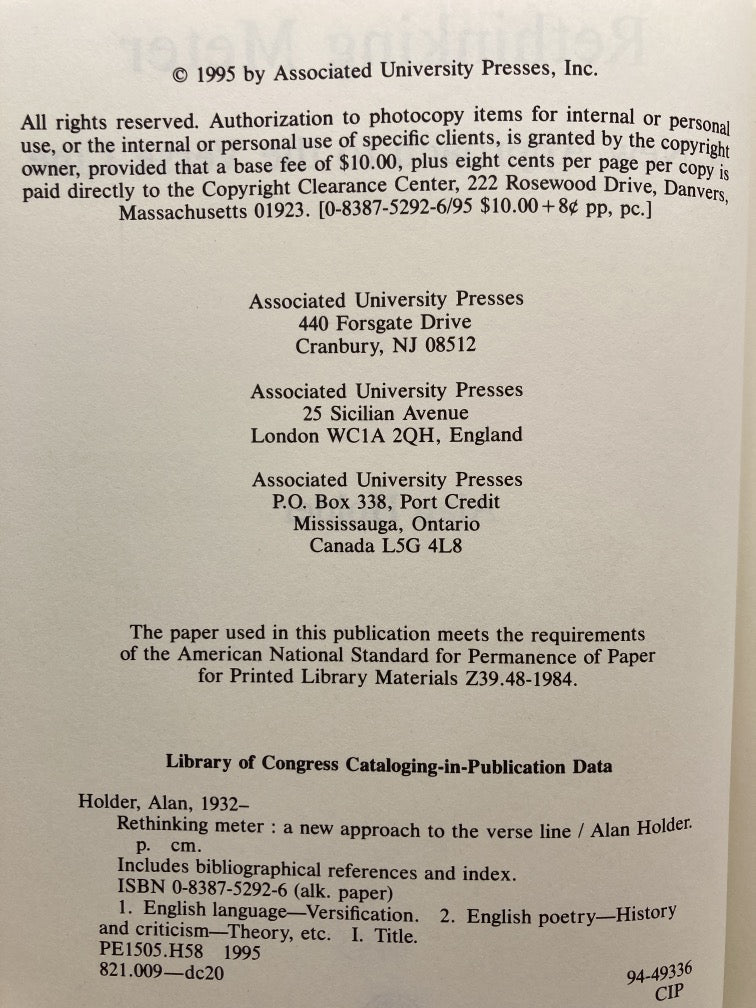 Rethinking Meter
© 1995 by Associated University Presses, Inc.
All rights reserved. Authorization to photocopy items for internal or personal
use, or the internal or personal use of specific clients, is granted by the copyright
owner, provided that a base fee of $10.00, plus eight cents per page per copy is
paid directly to the Copyright Clearance Center, 222 Rosewood Drive, Danvers,
Massachusetts 01923. [0-8387-5292-6/95 $10.00+8¢ pp, pc.]
Associated University Presses
440 Forsgate Drive
Cranbury, NJ 08512
Associated University Presses
25 Sicilian Avenue
London WC1A 2QH, England
Associated University Presses
P.O. Box 338, Port Credit
Mississauga, Ontario
Canada L5G 4L8
The paper used in this publication meets the requirements
of the American National Standard for Permanence of Paper
for Printed Library Materials Z39.48-1984.
Library of Congress Cataloging-in-Publication Data
Holder, Alan, 1932–
Rethinking meter : a new approach to the verse line / Alan Holder.
p. cm.
Includes bibliographical references and index.
ISBN 0-8387-5292-6 (alk. paper)
1. English language—Versification. 2. English poetry—History
and criticism—Theory, etc. I. Title.
PE1505.H58 1995
821.009—dc20
94-49336
CIP